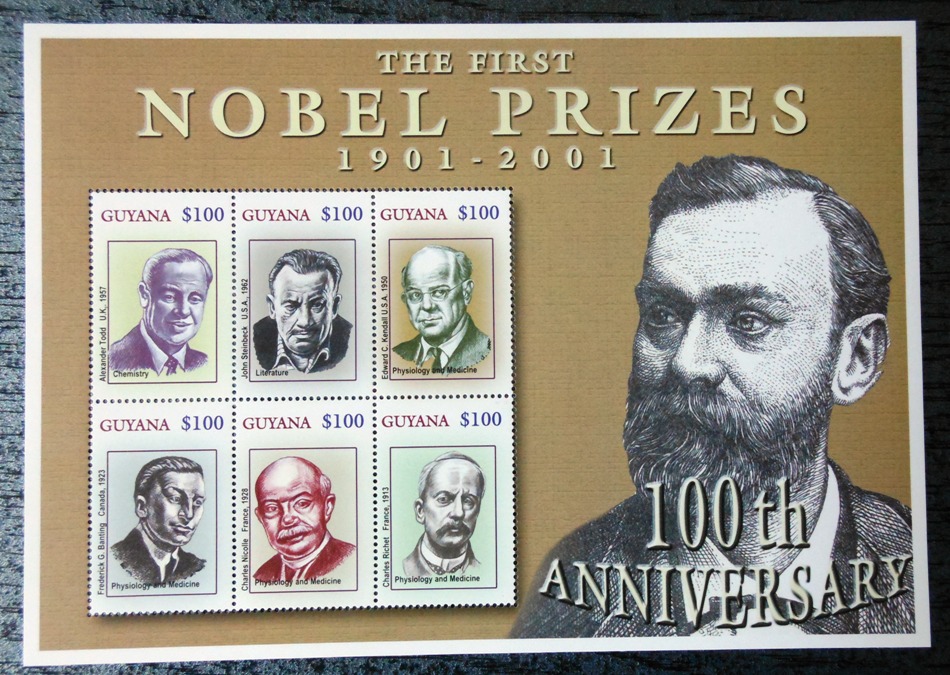 THE FIRST
NOBEL PRIZES
1901-2001
GUYANA $100
Alexander Todd U.K., 1957
Chemistry
GUYANA $100
John Steinbeck U.S.A., 1962
Literature
GUYANA $100
Edward C. Kendall U.S.A. 1950
Physiology and Medicine
GUYANA $100
Frederick G. Banting Canada, 1923
Physiology and Medicine
GUYANA $100
Charles Nicolle France, 1928
Physiology and Medicine
GUYANA $100
Charles Richet France, 1913
Physiology and Medicine
100th
ANNIVERSARY